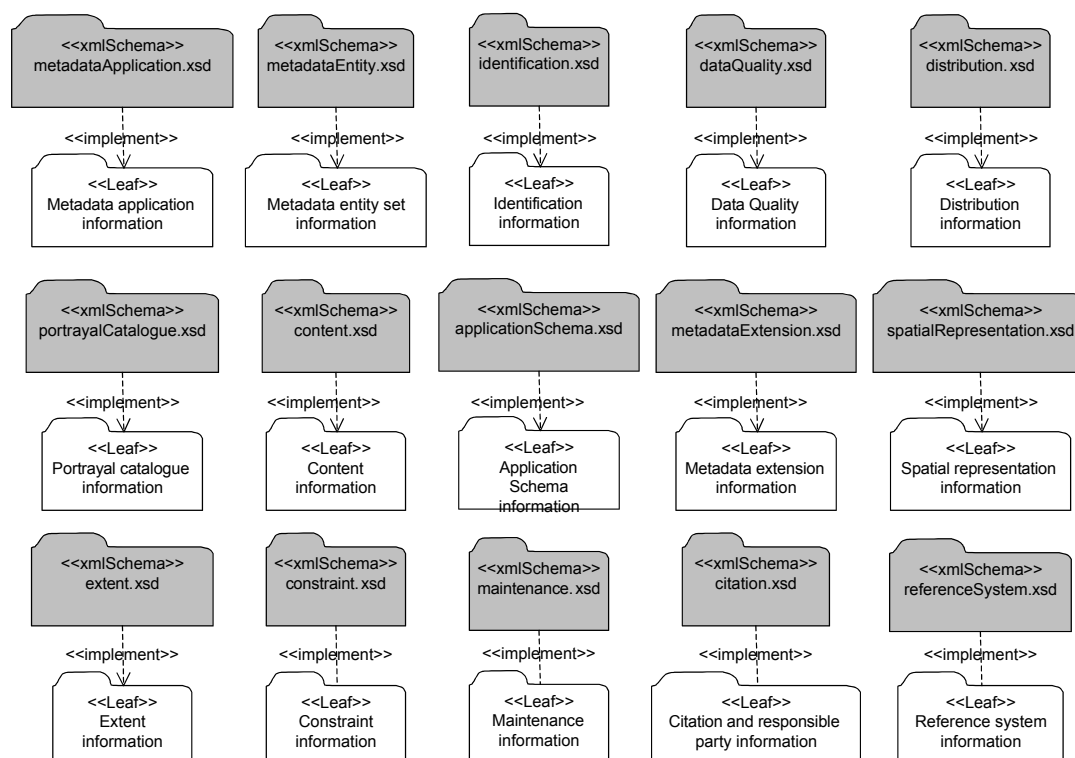 <<xmlSchema>>
metadataApplication.xsd
<<implement>>
<<Leaf>>
Metadata application
information
<<xmlSchema>>
metadataEntity.xsd
<<implement>>
<<Leaf>>
Metadata entity set
information
<<xmlSchema>>
identification.xsd
<<implement>>
<<Leaf>>
Identification
information
<<xmlSchema>>
dataQuality.xsd
<<implement>>
<<Leaf>>
Data Quality
information
<<xmlSchema>>
distribution.xsd
<<implement>>
<<Leaf>>
Distribution
information
<<xmlSchema>>
portrayalCatalogue.xsd
<<implement>>
<<Leaf>>
Portrayal catalogue
information
<<xmlSchema>>
content.xsd
<<implement>>
<<Leaf>>
Content
information
<<xmlSchema>>
applicationSchema.xsd
<<implement>>
<<Leaf>>
Application
Schema
information
<<xmlSchema>>
metadataExtension.xsd
<<implement>>
<<Leaf>>
Metadata extension
information
<<xmlSchema>>
spatialRepresentation.xsd
<<implement>>
<<Leaf>>
Spatial representation
information
<<xmlSchema>>
extent.xsd
<<implement>>
<<Leaf>>
Extent
information
<<xmlSchema>>
constraint.xsd
<<implement>>
<<Leaf>>
Constraint
information
<<xmlSchema>>
maintenance.xsd
<<implement>>
<<Leaf>>
Maintenance
information
<<xmlSchema>>
citation.xsd
<<implement>>
<<Leaf>>
Citation and responsible
party information
<<xmlSchema>>
referenceSystem.xsd
<<implement>>
<<Leaf>>
Reference system
information